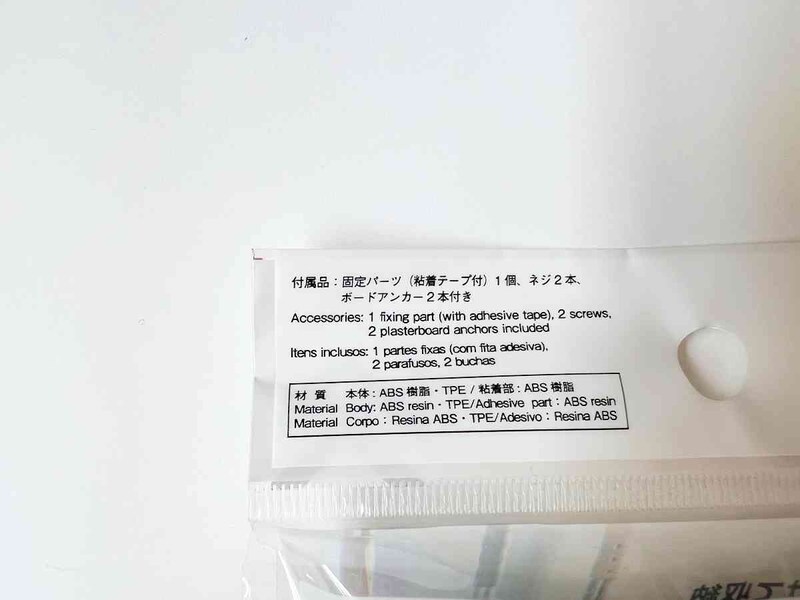 付属品：固定パーツ（粘着テープ付）1個、ネジ2本、
ボードアンカー2本付き
Accessories: 1 fixing part (with adhesive tape), 2 screws,
2 plasterboard anchors included
Itens inclusos: 1 partes fixas (com fita adesiva),
2 parafusos, 2 buchas
材 質 本体：ABS 樹脂・TPE / 粘着部：ABS 樹脂
Material Body: ABS resin・TPE/Adhesive part：ABS resin
Material Corpo：Resina ABS・TPE/Adesivo：Resina ABS